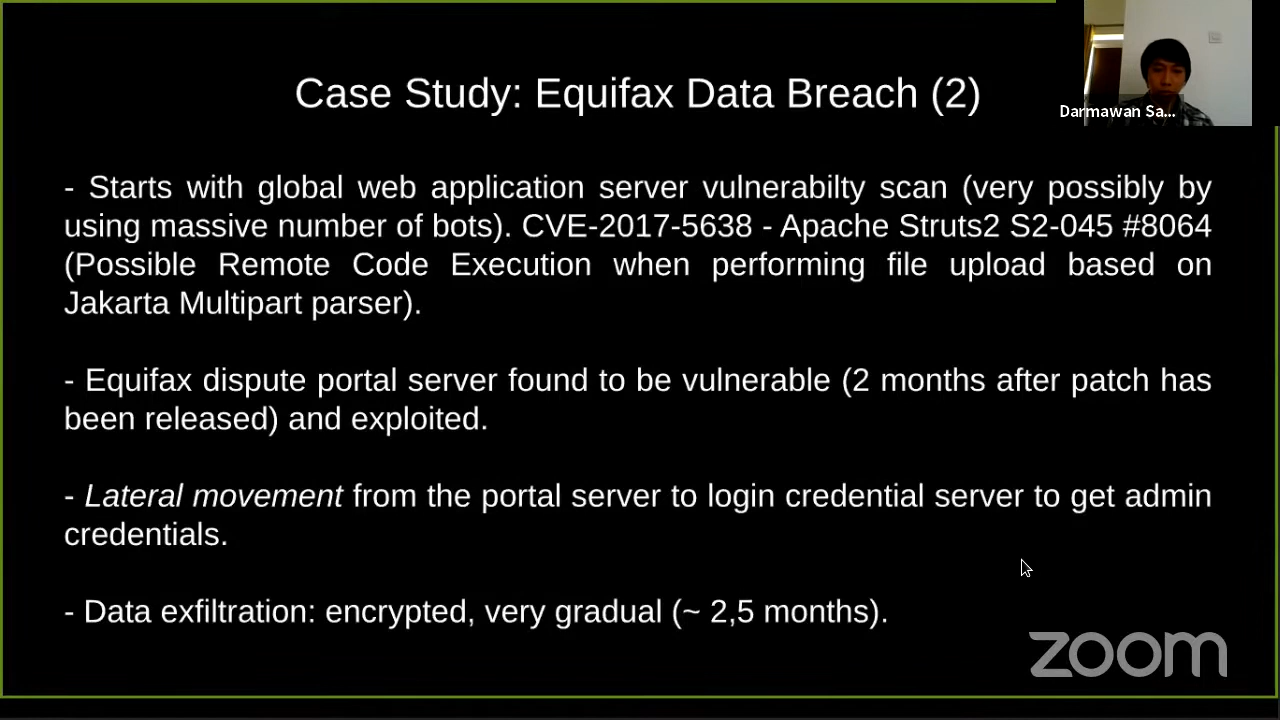 Case Study: Equifax Data Breach (2)
Darmawan Sa...
- Starts with global web application server vulnerabilty scan (very possibly by
using massive number of bots). CVE-2017-5638 - Apache Struts2 S2-045 #8064
(Possible Remote Code Execution when performing file upload based on
Jakarta Multipart parser).
- Equifax dispute portal server found to be vulnerable (2 months after patch has
been released) and exploited.
- Lateral movement from the portal server to login credential server to get admin
credentials.
- Data exfiltration: encrypted, very gradual (~ 2,5 months).
zoom